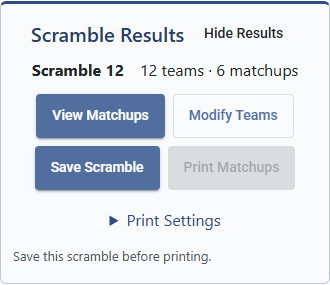 Scramble Results Hide Results
Scramble 12 12 teams · 6 matchups
View Matchups Modify Teams
Save Scramble Print Matchups
▶ Print Settings
Save this scramble before printing.